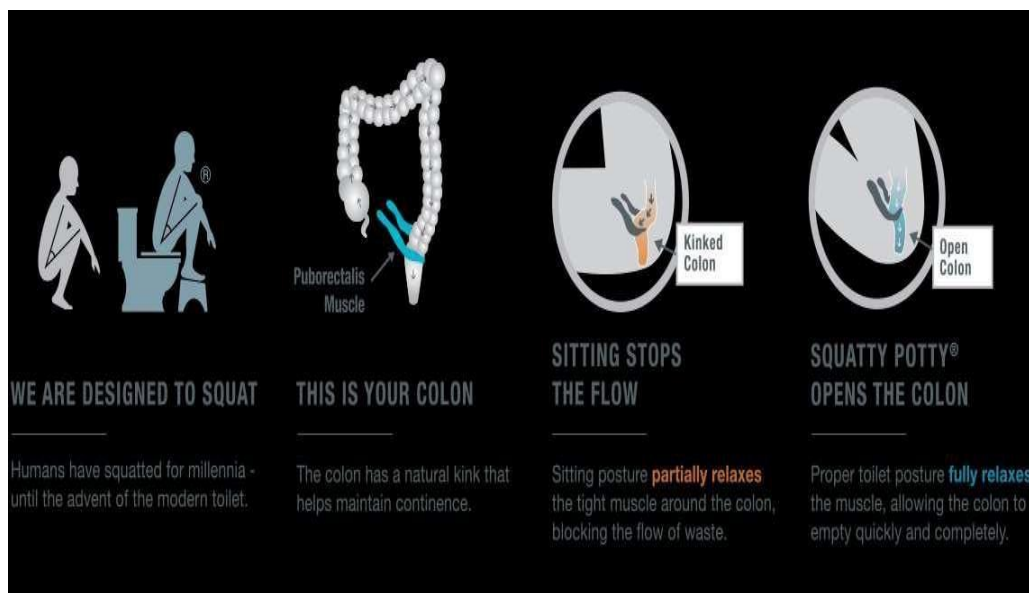 ®
Puborectalis
Muscle
Kinked
Colon
Open
Colon
WE ARE DESIGNED TO SQUAT
Humans have squatted for millennia -
until the advent of the modern toilet.
THIS IS YOUR COLON
The colon has a natural kink that
helps maintain continence.
SITTING STOPS
THE FLOW
Sitting posture partially relaxes
the tight muscle around the colon,
blocking the flow of waste.
SQUATTY POTTY®
OPENS THE COLON
Proper toilet posture fully relaxes
the muscle, allowing the colon to
empty quickly and completely.